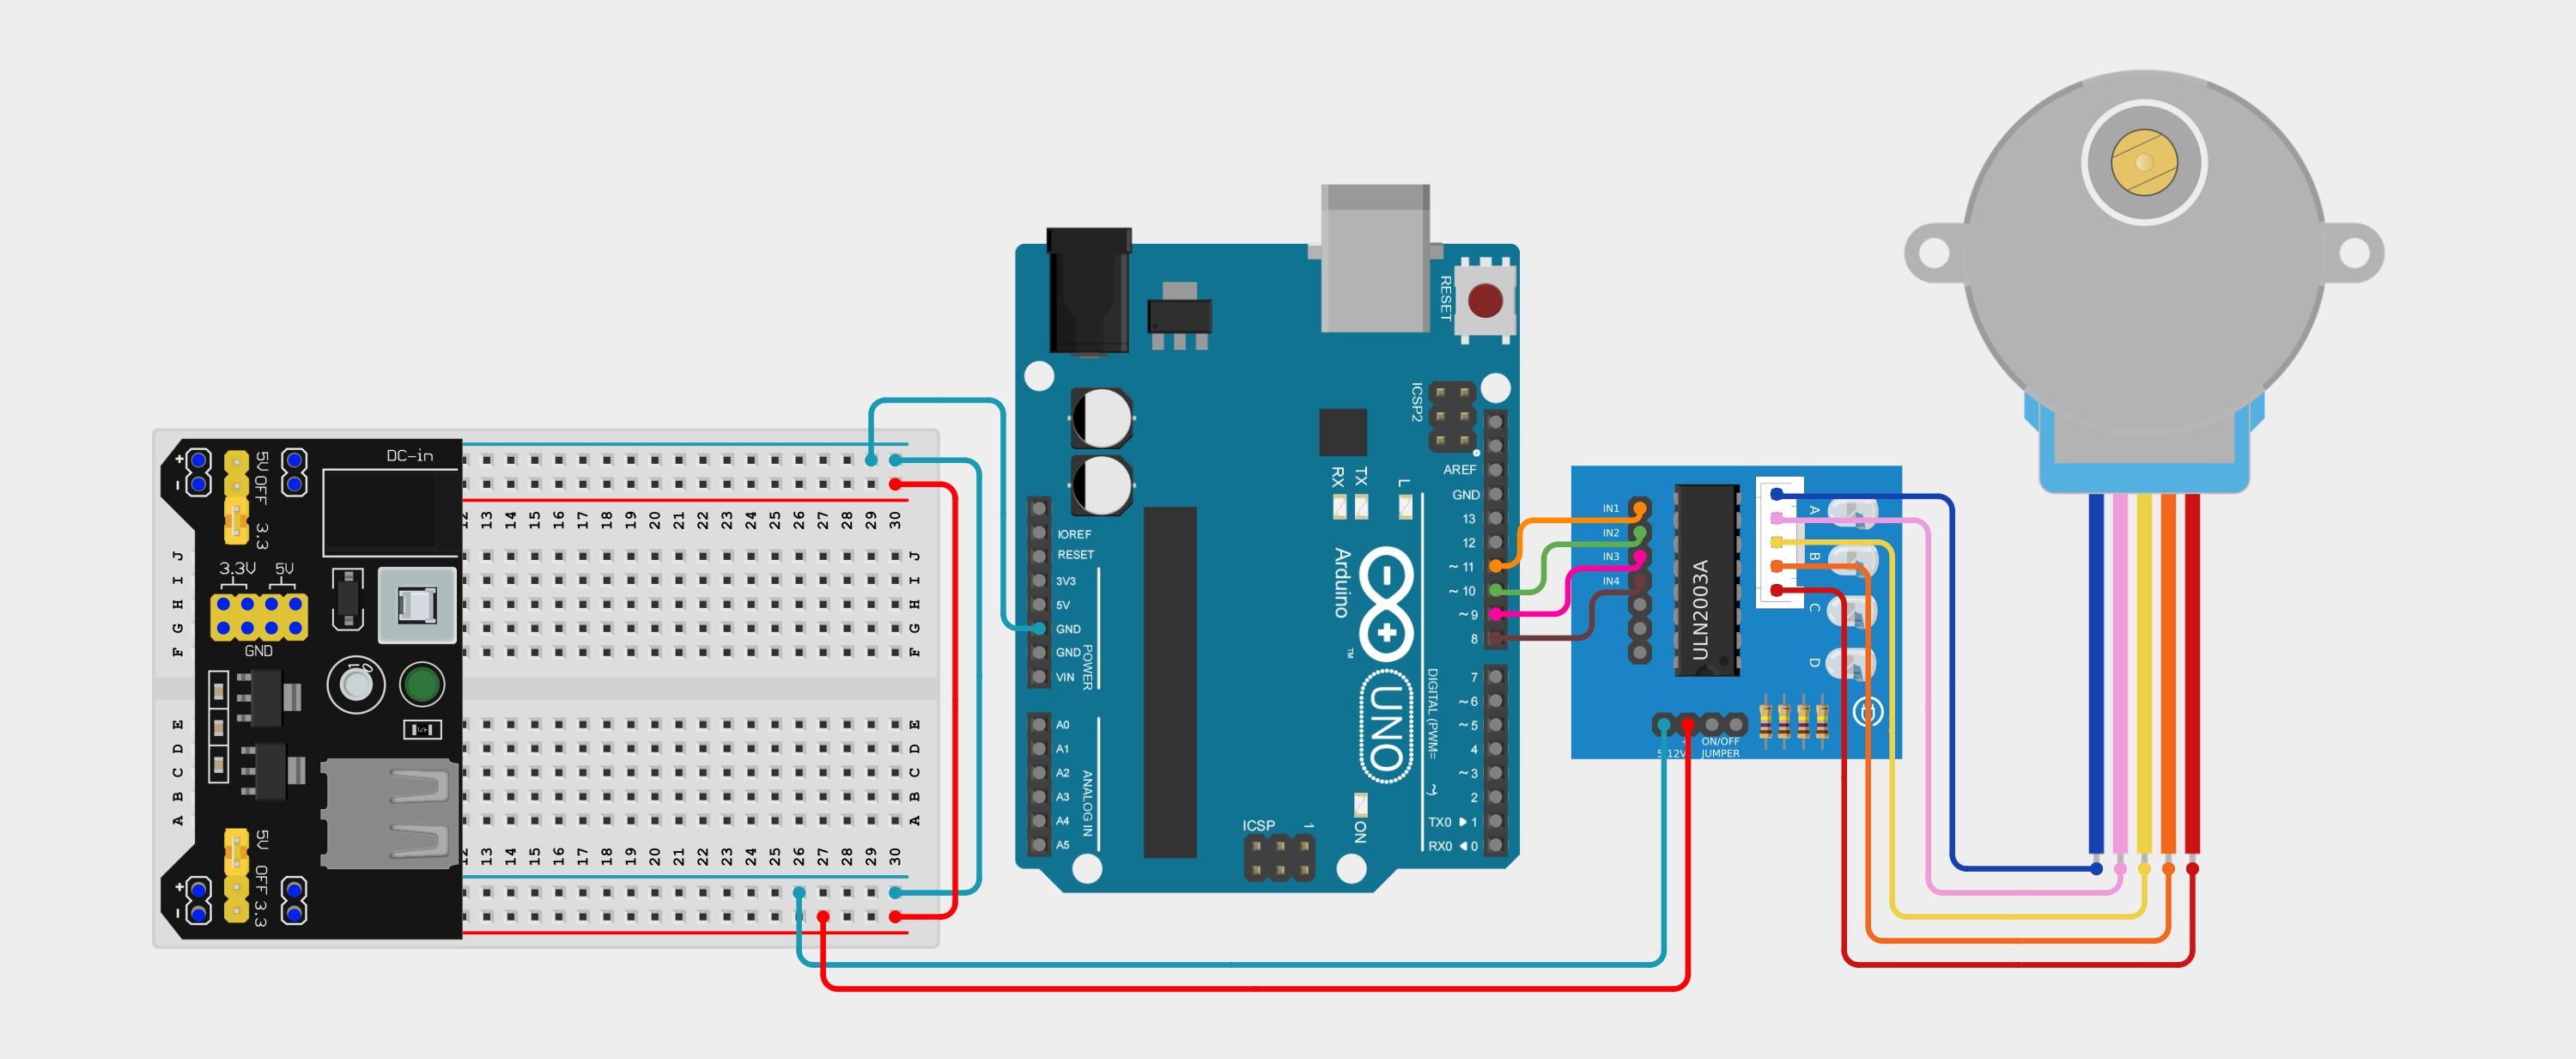 DC-in
+
-
5V
OFF
3.3
3.3V 5V
GND
10
471
5V
OFF
3.3
+
-
12 13 14 15 16 17 18 19 20 21 22 23 24 25 26 27 28 29 30
J J
I I
H H
G G
F F
E E
D D
C C
B B
A A
12 13 14 15 16 17 18 19 20 21 22 23 24 25 26 27 28 29 30
RESET
ICSP2
IOREF
RESET
3V3
5V
GND
GND
VIN
POWER
A0
A1
A2
A3
A4
A5
ANALOG IN
RX
TX
L
Arduino
TM
UNO
ON
ICSP
1
AREF
GND
13
12
~ 11
~ 10
~ 9
8
7
~ 6
~ 5
4
~ 3
2
TX0 ▶ 1
RX0 ◀ 0
DIGITAL (PWM= ~)
IN1
IN2
IN3
IN4
ULN2003A
A
B
C
D
5-12V
ON/OFF
JUMPER